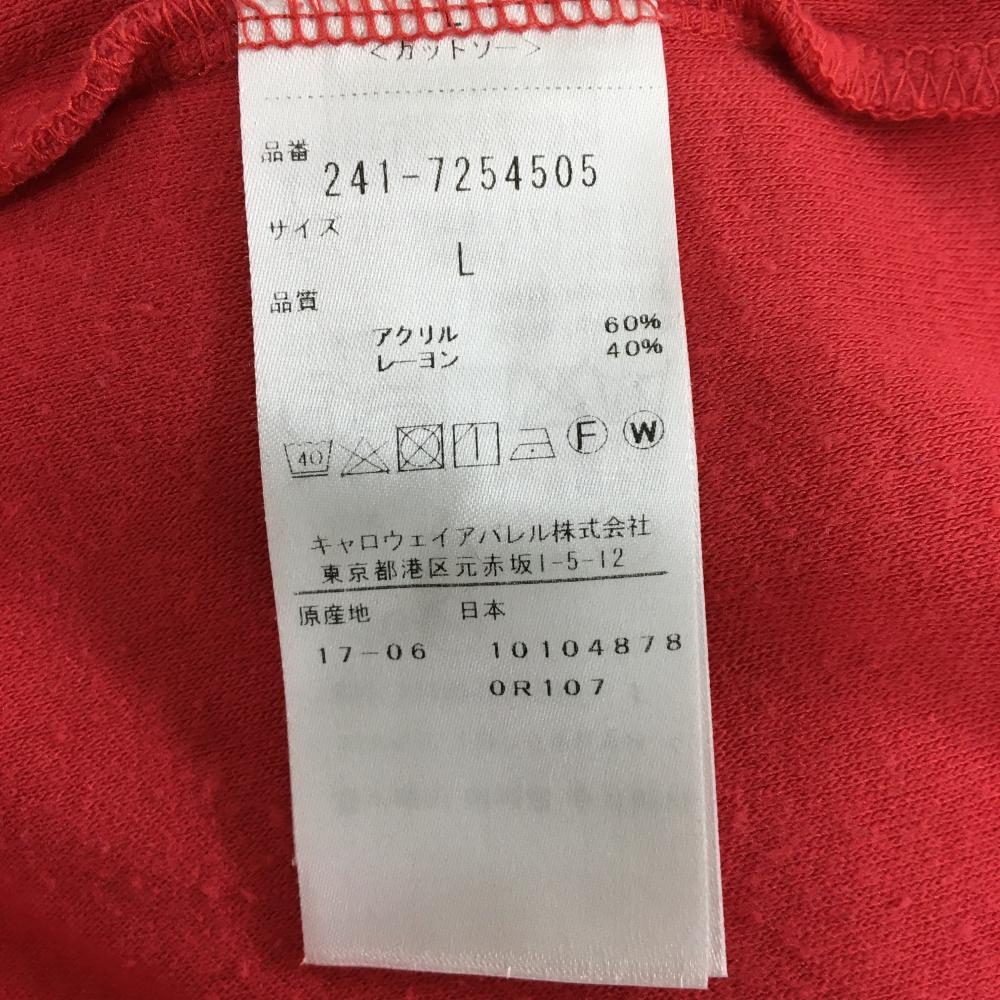 <カットソー>
品番
241-7254505
サイズ
L
品質
アクリル 60%
レーヨン 40%
40
F W
キャロウェイアパレル株式会社
東京都港区元赤坂1-5-12
原産地 日本
17-06 10104878
0R107